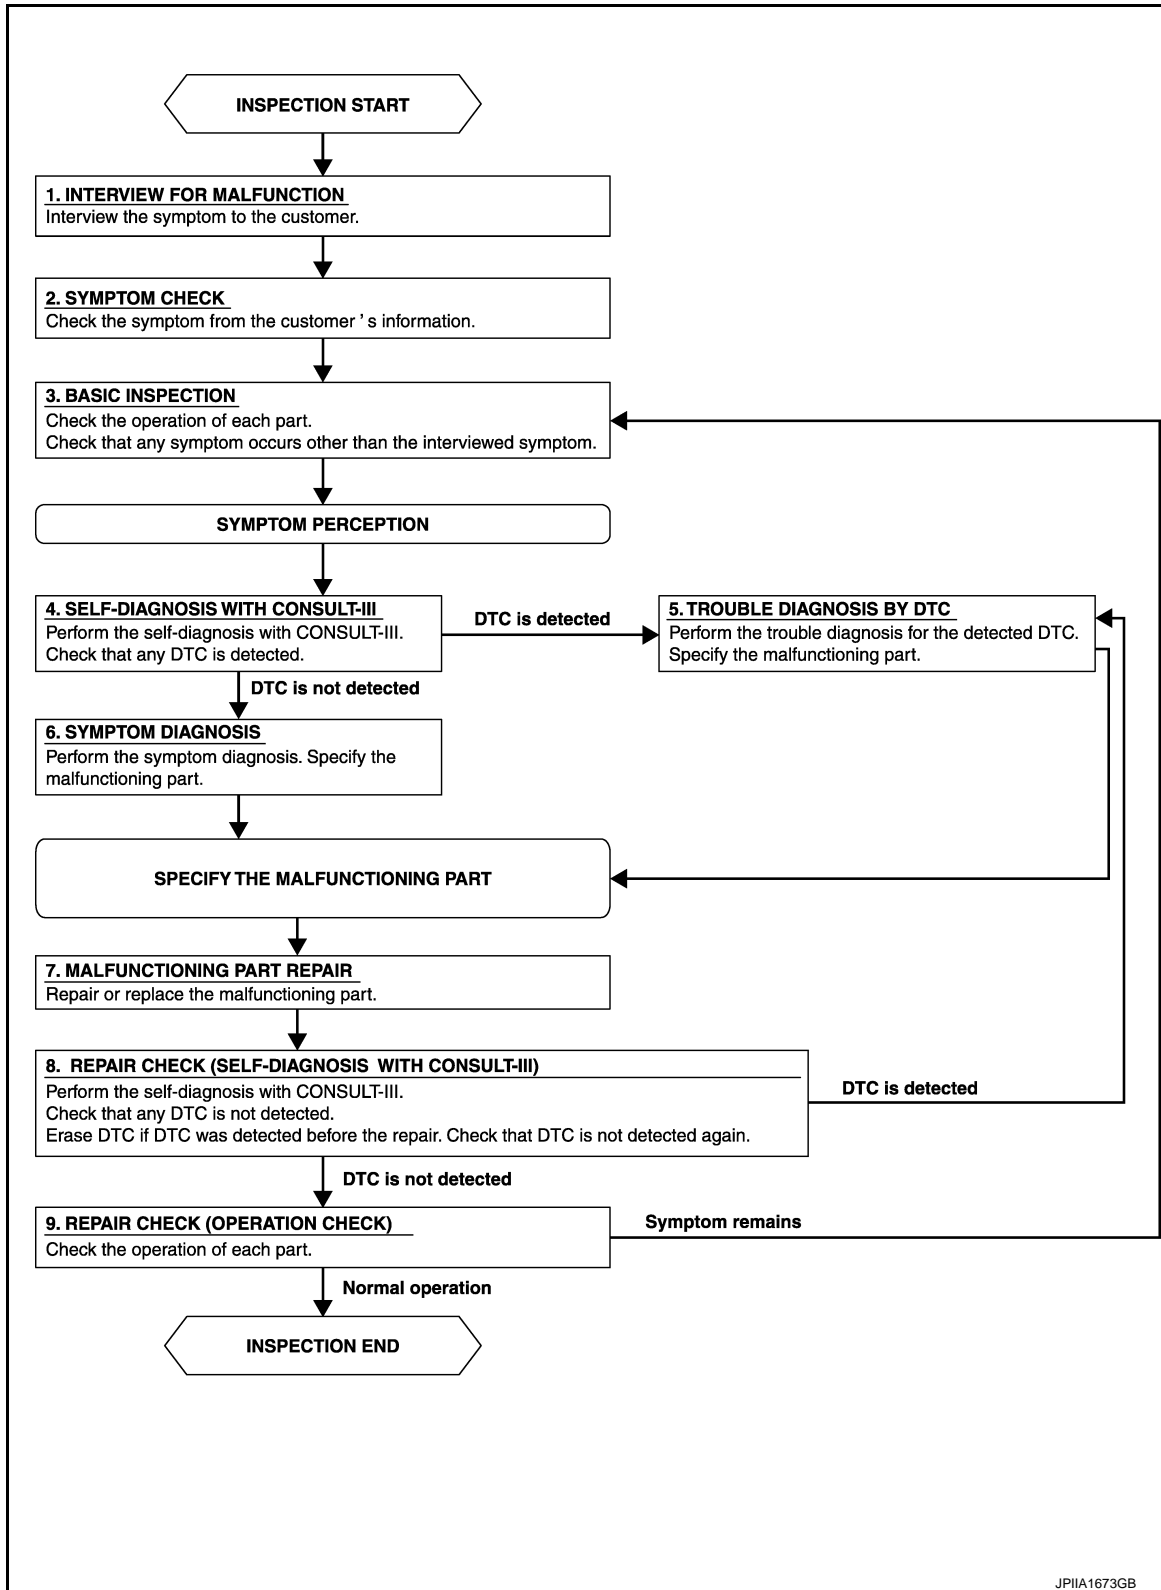 INSPECTION START
1. INTERVIEW FOR MALFUNCTION
Interview the symptom to the customer.
2. SYMPTOM CHECK
Check the symptom from the customer ' s information.
3. BASIC INSPECTION
Check the operation of each part.
Check that any symptom occurs other than the interviewed symptom.
SYMPTOM PERCEPTION
4. SELF-DIAGNOSIS WITH CONSULT-III
Perform the self-diagnosis with CONSULT-III.
Check that any DTC is detected.
DTC is detected
5. TROUBLE DIAGNOSIS BY DTC
Perform the trouble diagnosis for the detected DTC.
Specify the malfunctioning part.
DTC is not detected
6. SYMPTOM DIAGNOSIS
Perform the symptom diagnosis. Specify the
malfunctioning part.
SPECIFY THE MALFUNCTIONING PART
7. MALFUNCTIONING PART REPAIR
Repair or replace the malfunctioning part.
8. REPAIR CHECK (SELF-DIAGNOSIS WITH CONSULT-III)
Perform the self-diagnosis with CONSULT-III.
Check that any DTC is not detected.
Erase DTC if DTC was detected before the repair. Check that DTC is not detected again.
DTC is detected
DTC is not detected
9. REPAIR CHECK (OPERATION CHECK)
Check the operation of each part.
Symptom remains
Normal operation
INSPECTION END
JPIIA1673GB